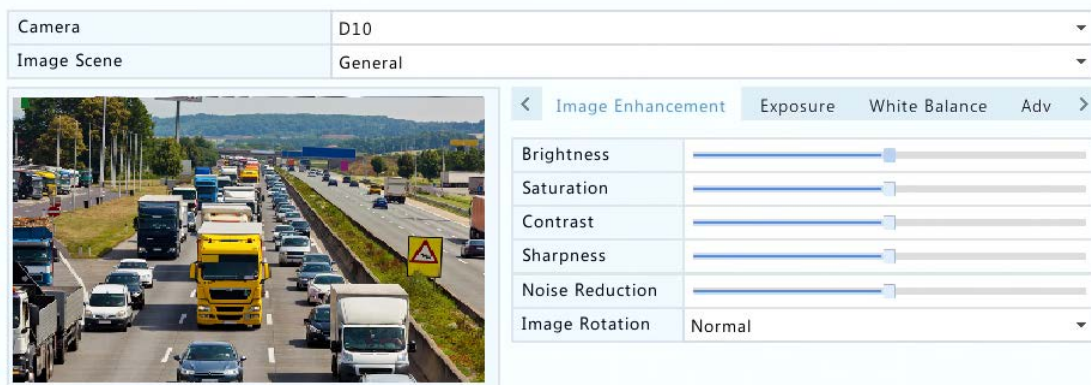 Camera D10
Image Scene General
Image Enhancement Exposure White Balance Adv
Brightness
Saturation
Contrast
Sharpness
Noise Reduction
Image Rotation Normal